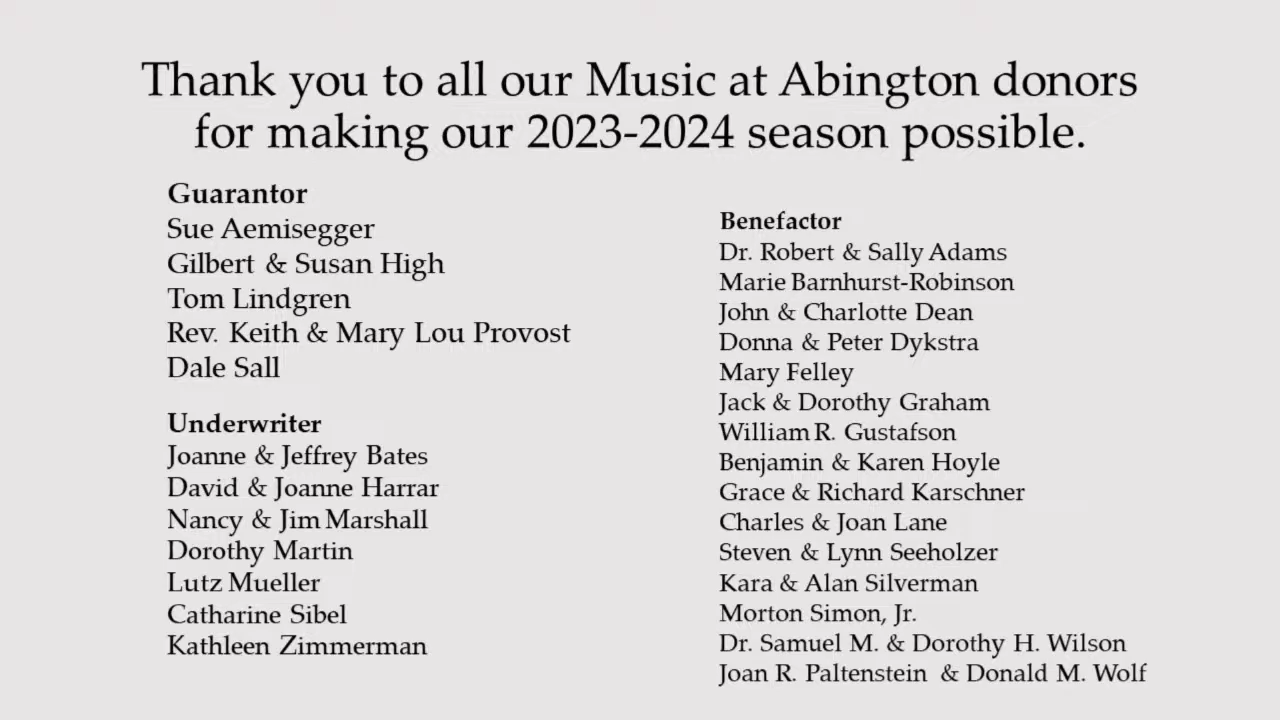 Thank you to all our Music at Abington donors
for making our 2023-2024 season possible.
Guarantor
Sue Aemisegger
Gilbert & Susan High
Tom Lindgren
Rev. Keith & Mary Lou Provost
Dale Sall
Underwriter
Joanne & Jeffrey Bates
David & Joanne Harrar
Nancy & Jim Marshall
Dorothy Martin
Lutz Mueller
Catharine Sibel
Kathleen Zimmerman
Benefactor
Dr. Robert & Sally Adams
Marie Barnhurst-Robinson
John & Charlotte Dean
Donna & Peter Dykstra
Mary Felley
Jack & Dorothy Graham
William R. Gustafson
Benjamin & Karen Hoyle
Grace & Richard Karschner
Charles & Joan Lane
Steven & Lynn Seeholzer
Kara & Alan Silverman
Morton Simon, Jr.
Dr. Samuel M. & Dorothy H. Wilson
Joan R. Paltenstein & Donald M. Wolf